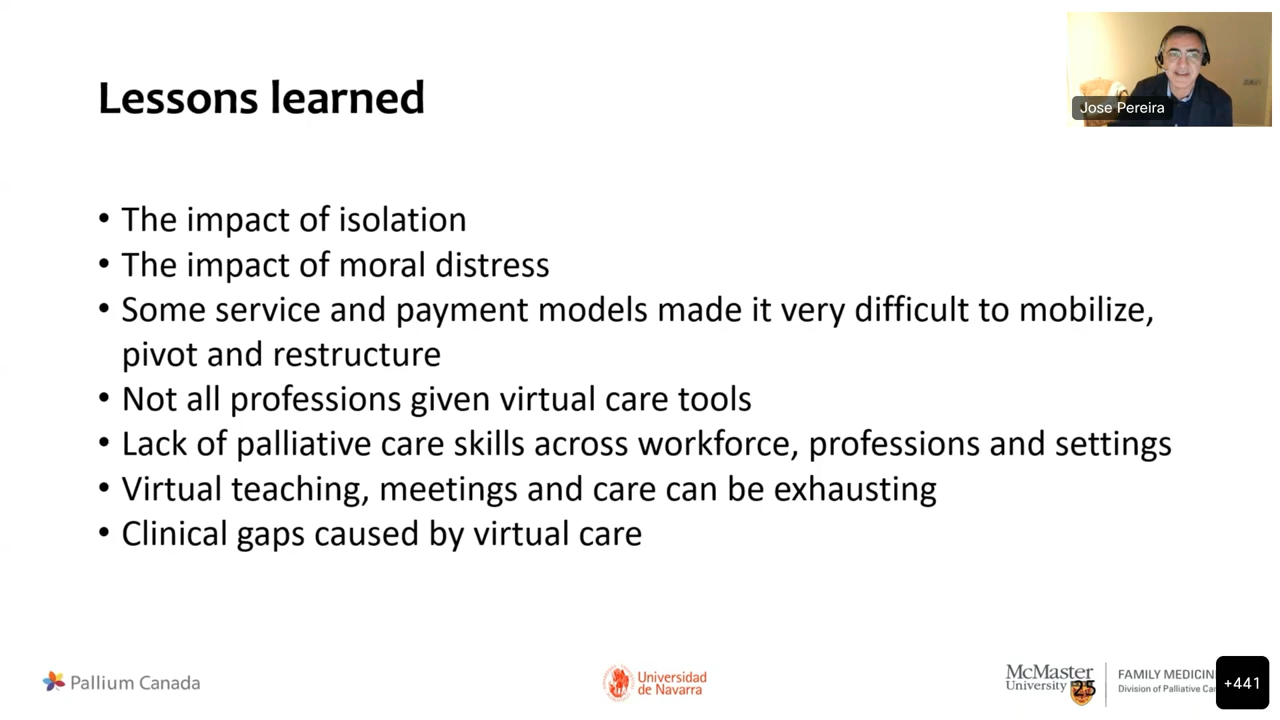 Lessons learned
Jose Pereira
• The impact of isolation
• The impact of moral distress
• Some service and payment models made it very difficult to mobilize,
pivot and restructure
• Not all professions given virtual care tools
• Lack of palliative care skills across workforce, professions and settings
• Virtual teaching, meetings and care can be exhausting
• Clinical gaps caused by virtual care
Pallium Canada
Universidad
de Navarra
McMaster
University
25
FAMILY MEDICIN
Division of Palliative Ca
+441